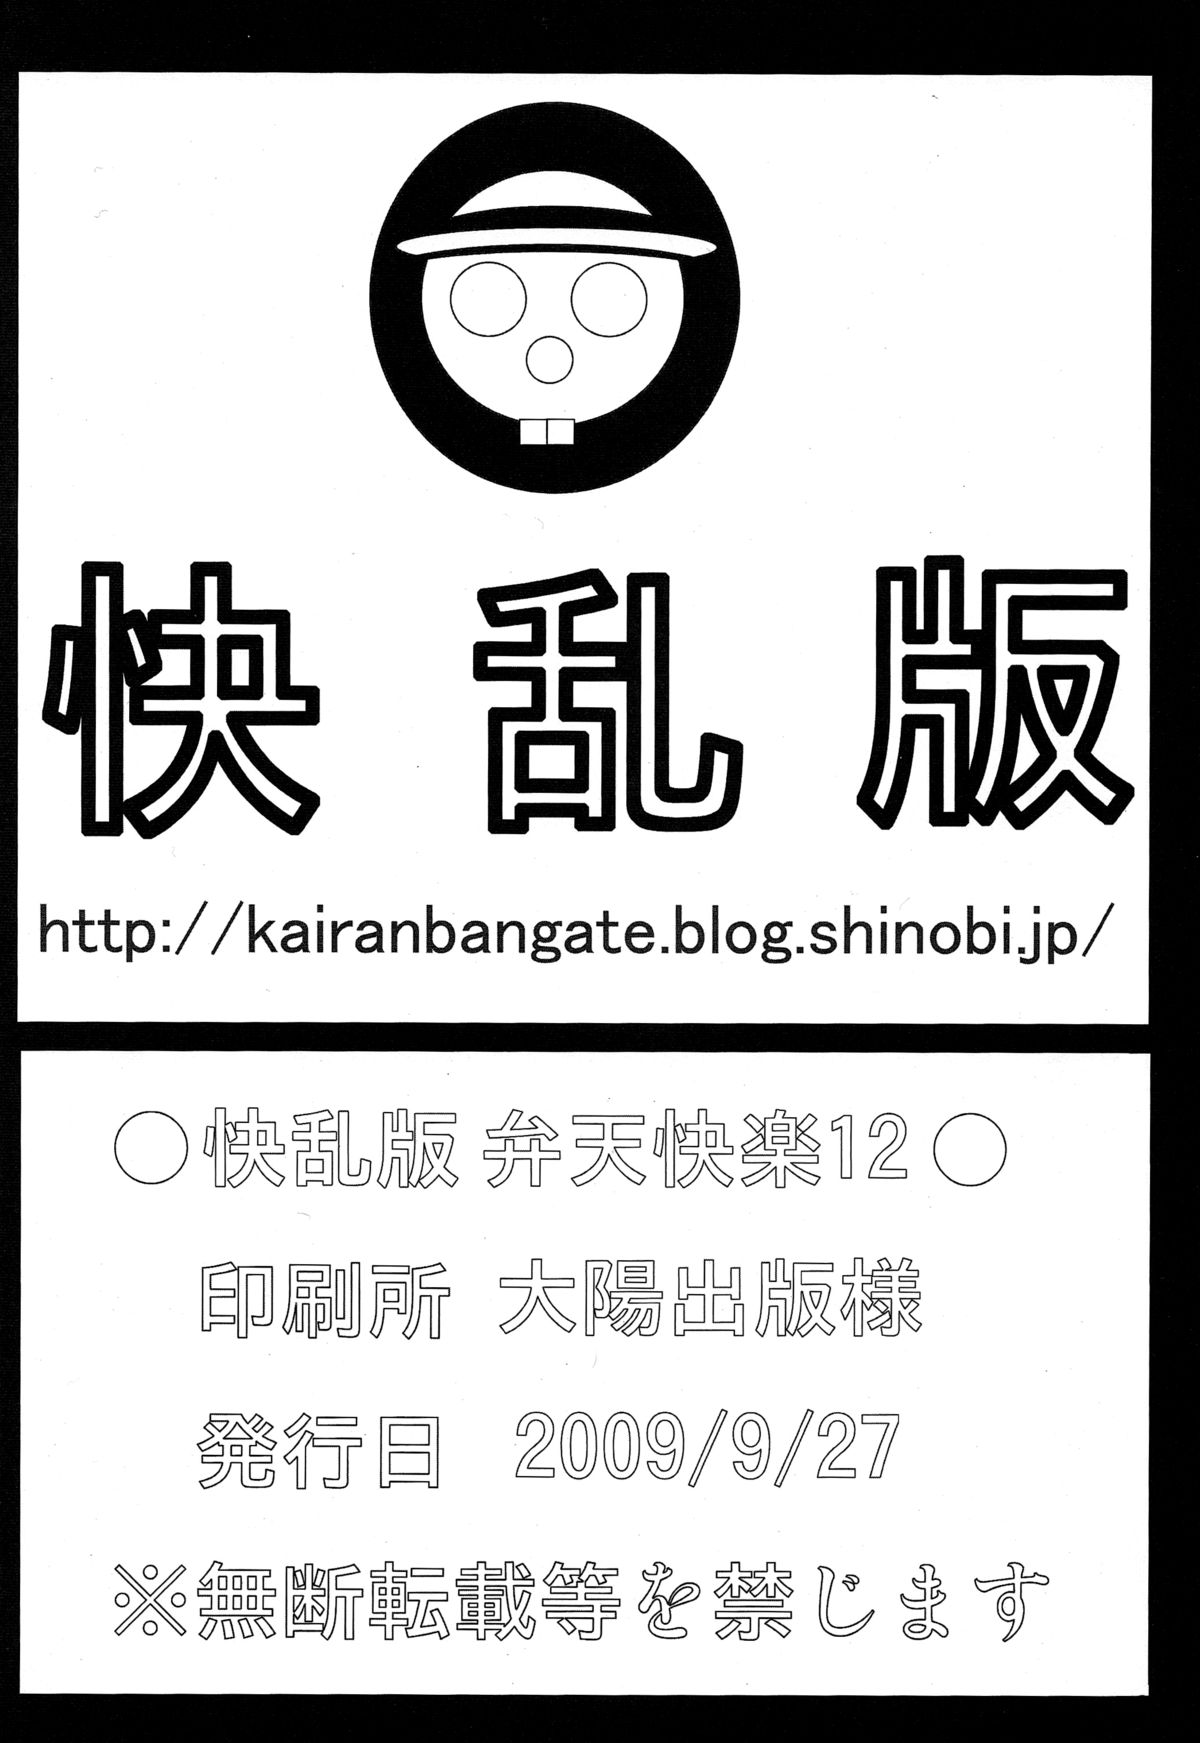 快乱版
http://kairanbangate.blog.shinobi.jp/
○快乱版 弁天快楽12○
印刷所 大陽出版様
発行日 2009/9/27
※無断転載等を禁じます